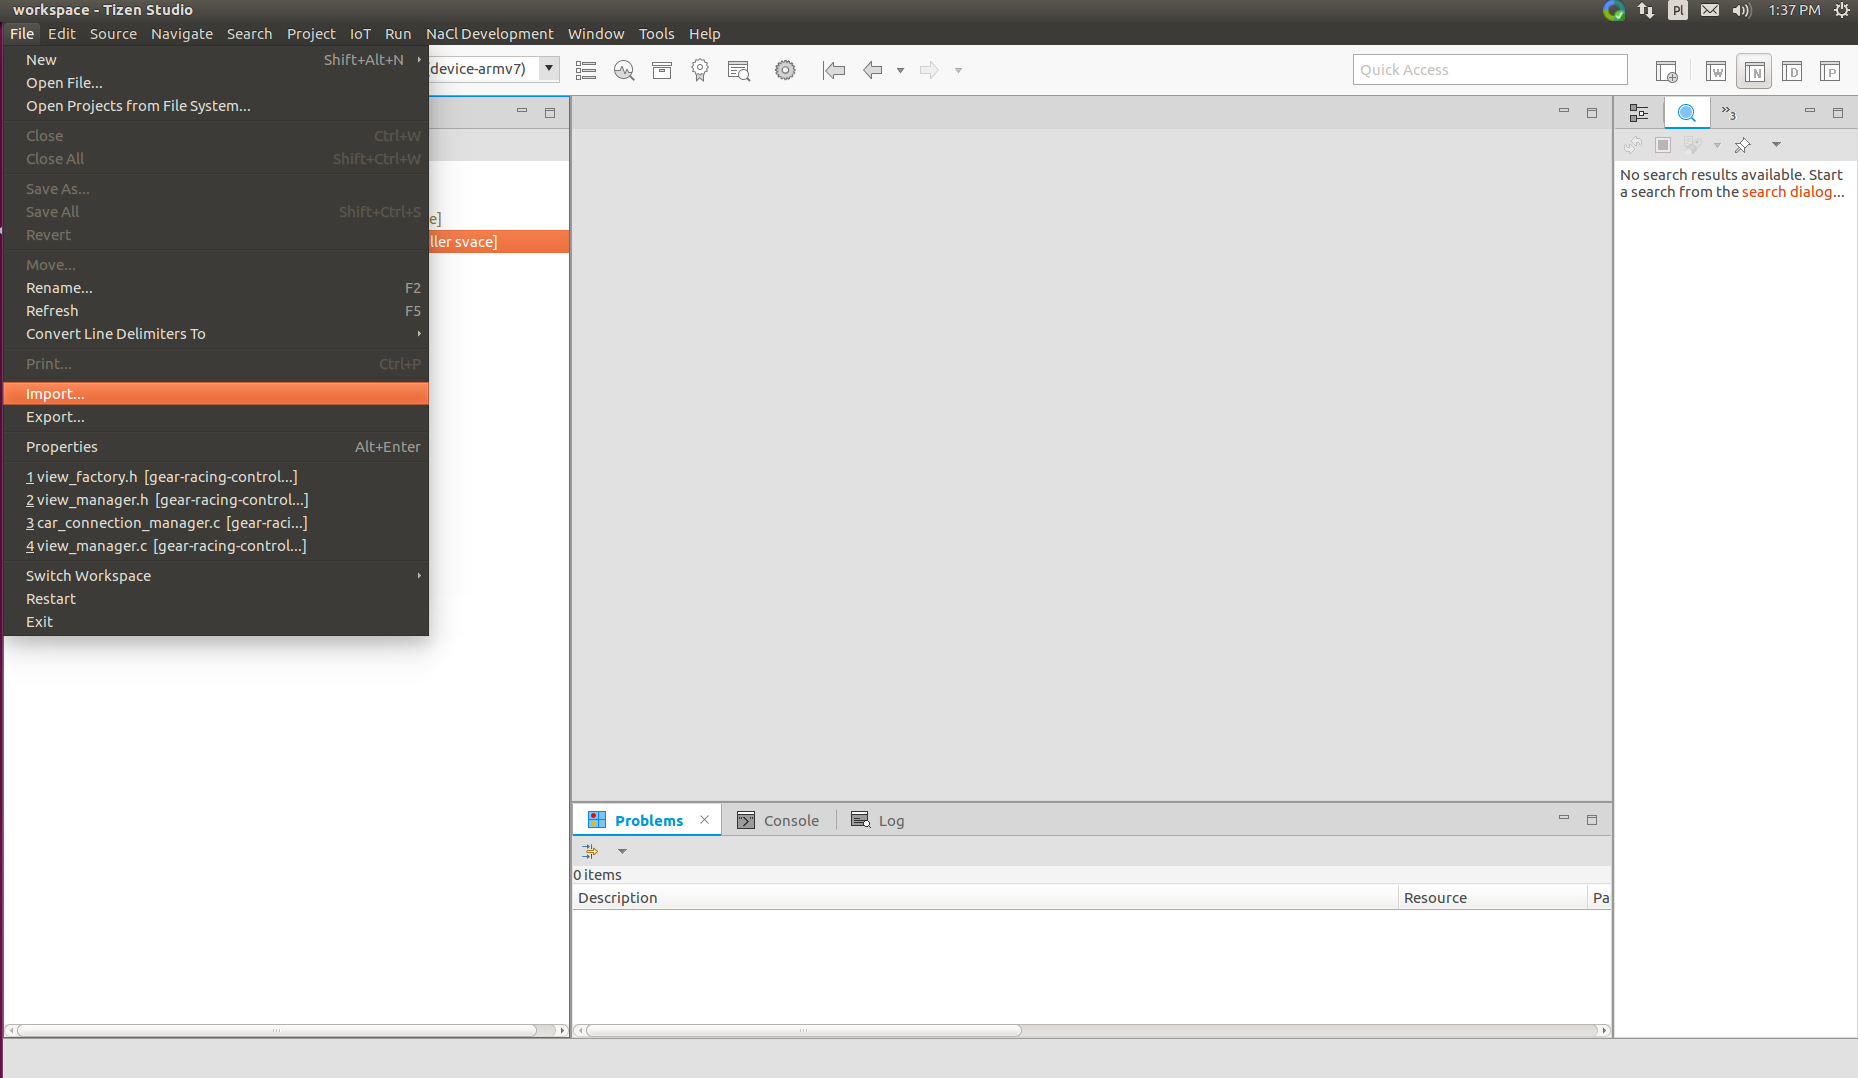 workspace - Tizen Studio
Pl
1:37 PM
File Edit Source Navigate Search Project IoT Run NaCl Development Window Tools Help
New Shift+Alt+N
Open File...
Open Projects from File System...
Close Ctrl+W
Close All Shift+Ctrl+W
Save As...
Save All Shift+Ctrl+S
Revert
Move...
Rename... F2
Refresh F5
Convert Line Delimiters To
Print... Ctrl+P
Import...
Export...
Properties Alt+Enter
1 view_factory.h [gear-racing-control...]
2 view_manager.h [gear-racing-control...]
3 car_connection_manager.c [gear-raci...]
4 view_manager.c [gear-racing-control...]
Switch Workspace
Restart
Exit
device-armv7)
Quick Access
W N D P
e]
ller svace]
»3
No search results available. Start
a search from the search dialog...
Problems Console Log
0 items
Description Resource Pa